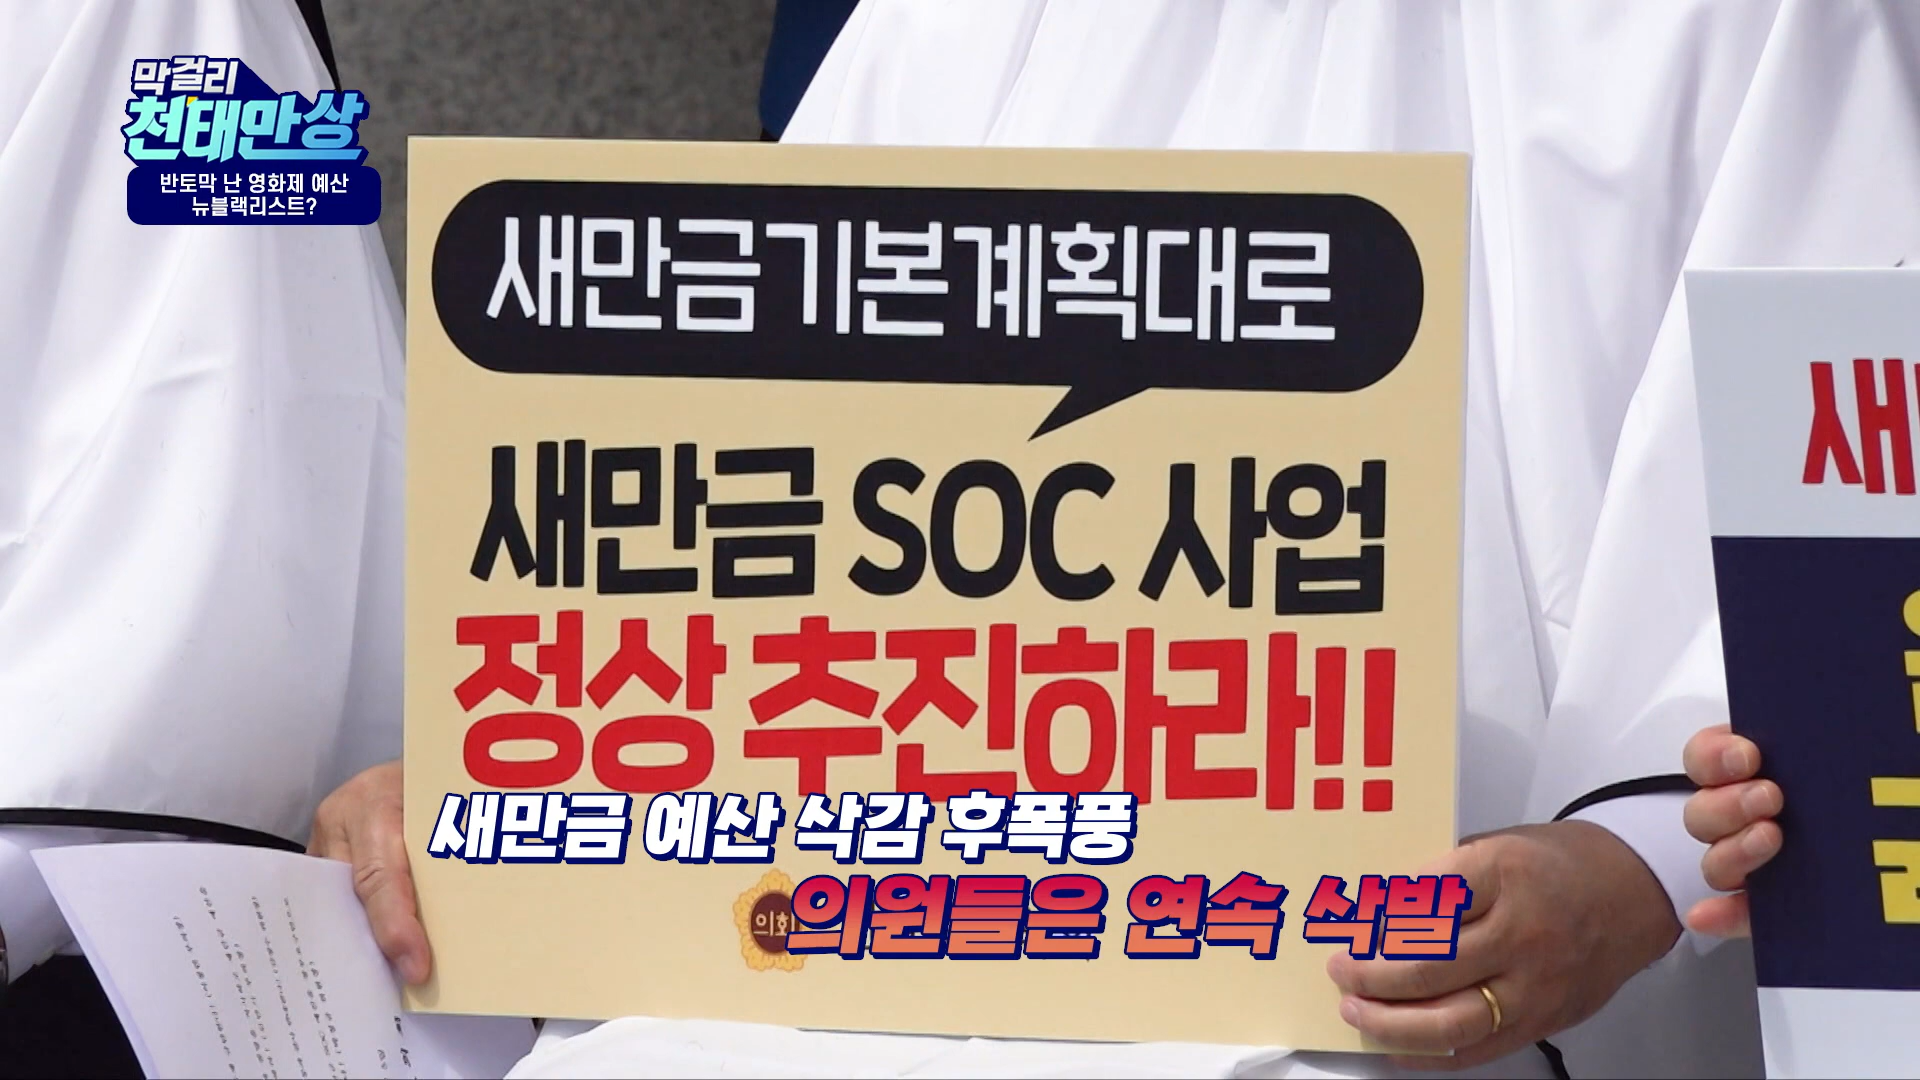 막걸리
천태만상
반토막 난 영화제 예산
뉴블랙리스트?
새만금기본계획대로
새만금 SOC 사업
정상 추진하라!!
새만금 예산 삭감 후폭풍
의원들은 연속 삭발
의회
새